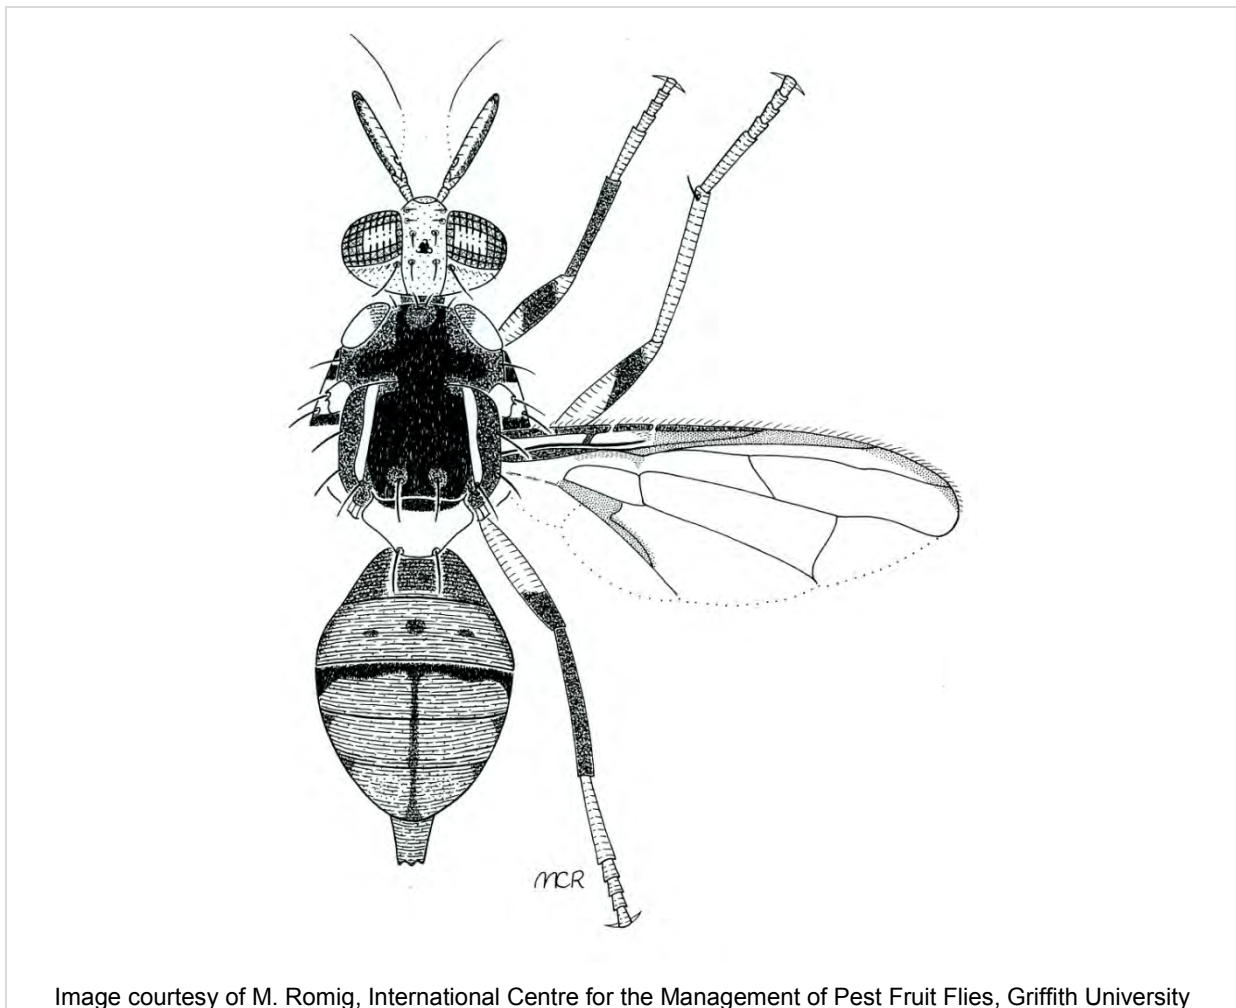 MCR
Image courtesy of M. Romig, International Centre for the Management of Pest Fruit Flies, Griffith University